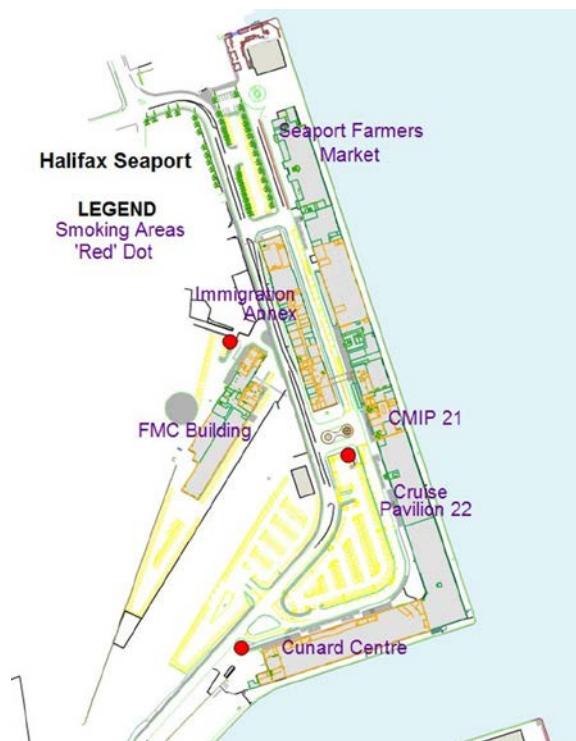 Seaport Farmers
Market
Halifax Seaport
LEGEND
Smoking Areas
'Red' Dot
Immigration
Annex
FMC Building
CMIP 21
Cruise
Pavilion 22
Cunard Centre